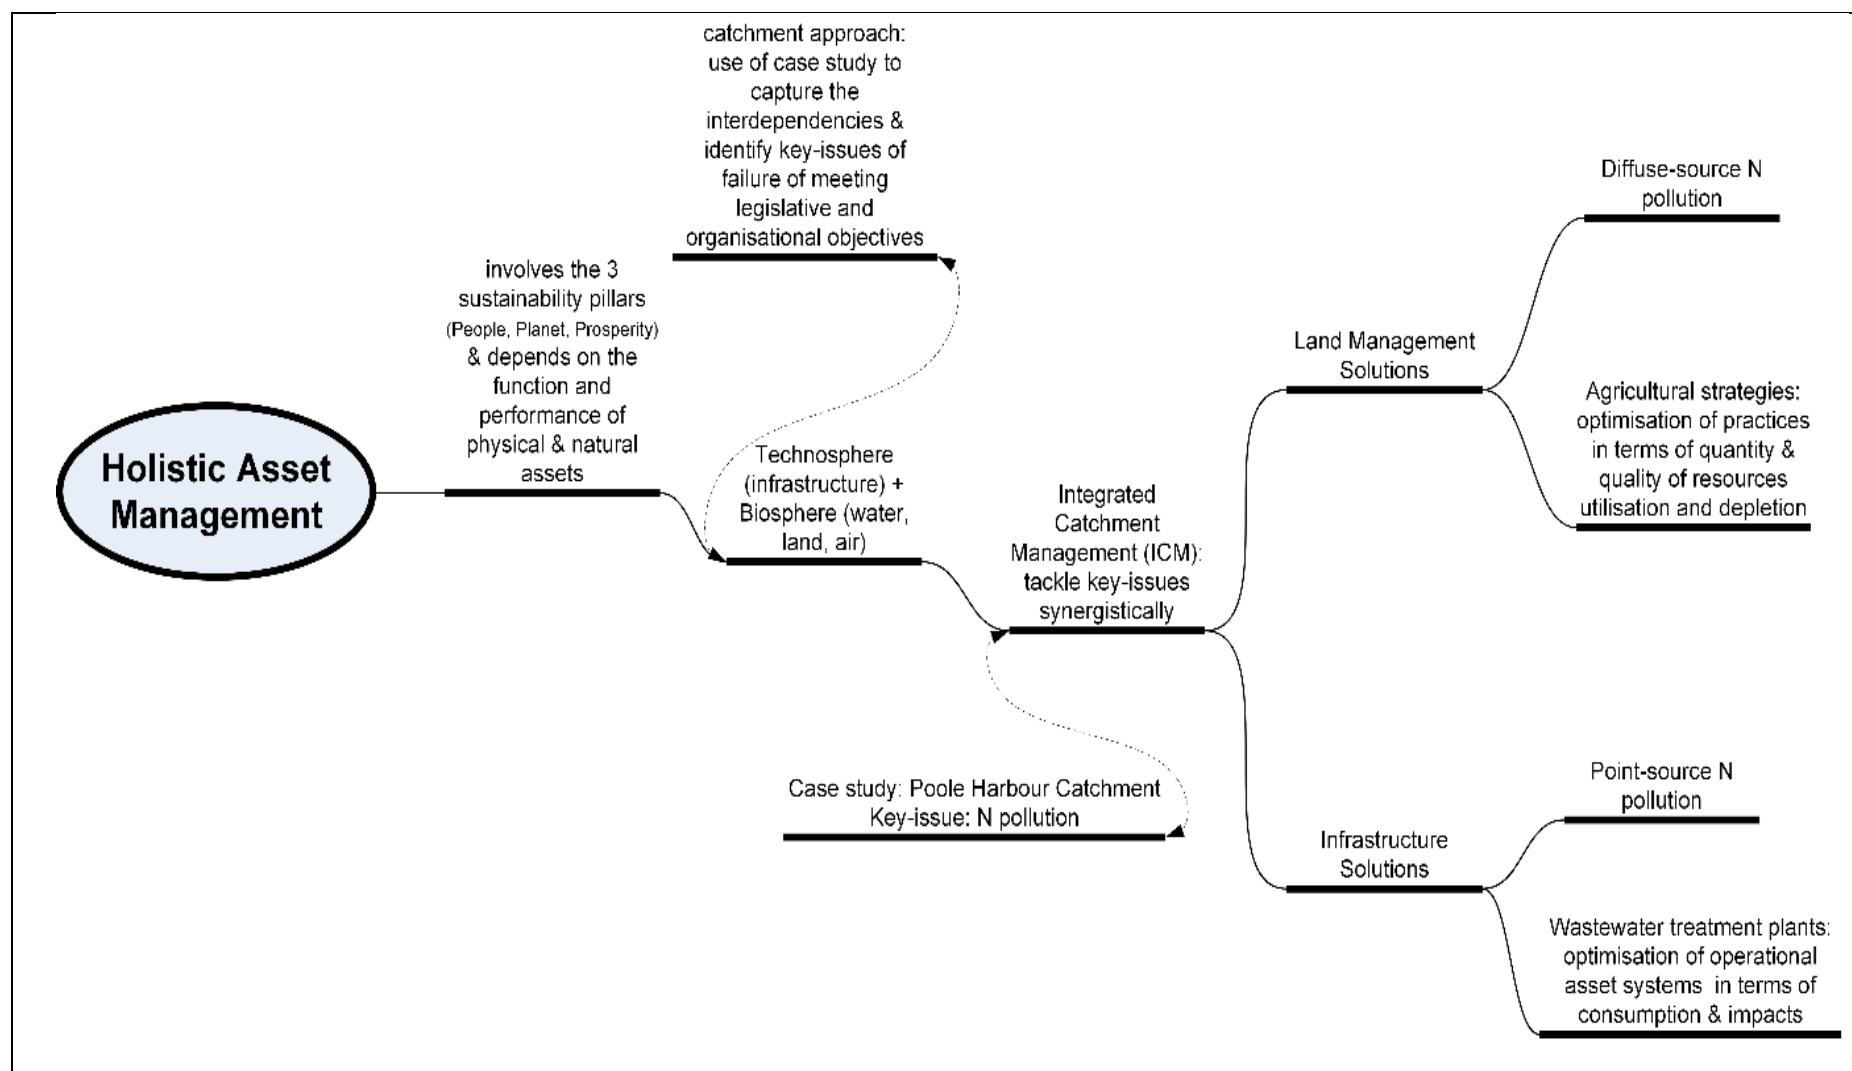 catchment approach:
use of case study to
capture the
interdependencies &
identify key-issues of
failure of meeting
legislative and
organisational objectives
involves the 3
sustainability pillars
(People, Planet, Prosperity)
& depends on the
function and
performance of
physical & natural
assets
Holistic Asset
Management
Technosphere
(infrastructure) +
Biosphere (water,
land, air)
Integrated
Catchment
Management (ICM):
tackle key-issues
synergistically
Case study: Poole Harbour Catchment
Key-issue: N pollution
Land Management
Solutions
Diffuse-source N
pollution
Agricultural strategies:
optimisation of practices
in terms of quantity &
quality of resources
utilisation and depletion
Infrastructure
Solutions
Point-source N
pollution
Wastewater treatment plants:
optimisation of operational
asset systems  in terms of
consumption & impacts